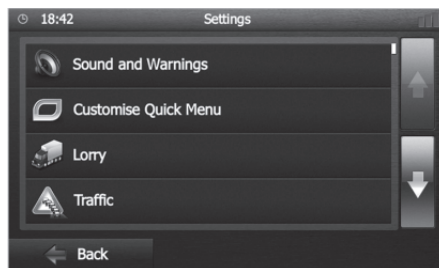 18:42 Settings
Sound and Warnings
Customise Quick Menu
Lorry
Traffic
Back